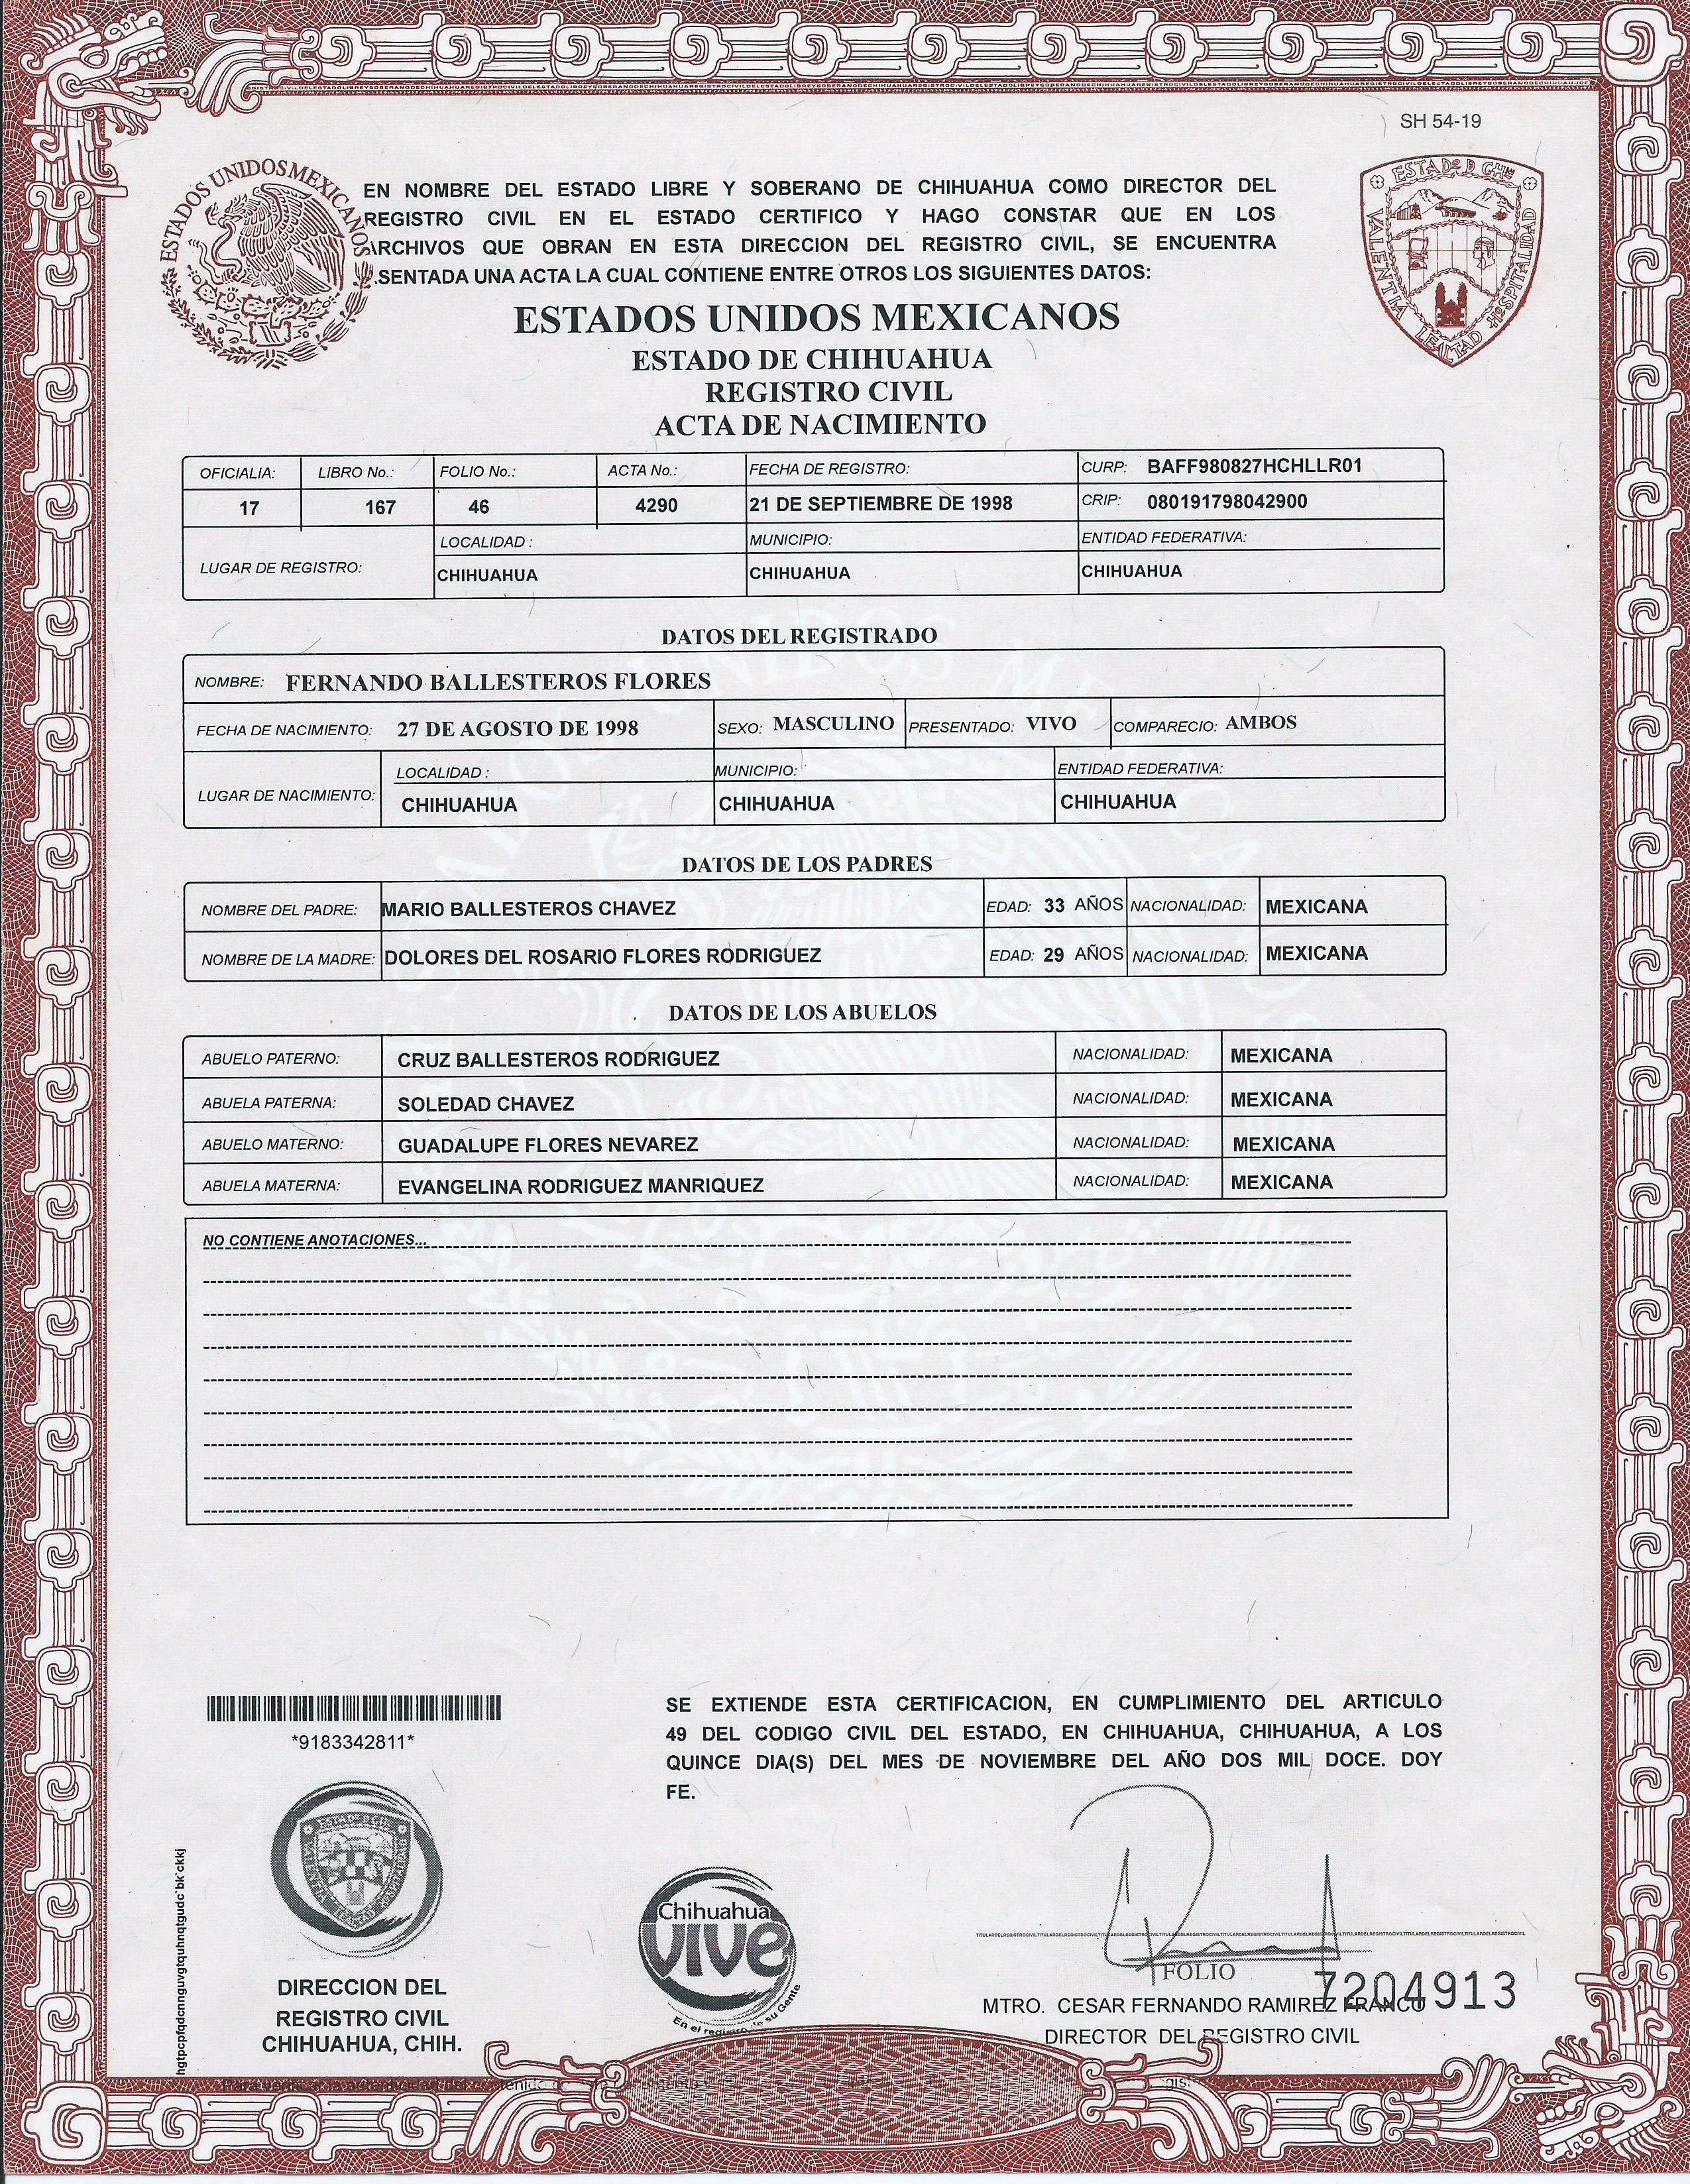 SH 54-19
ESTADOS UNIDOS MEXICANOS
ESTADO D CHIH
VALENTIA LEALTAD HOSPITALIDAD
EN NOMBRE DEL ESTADO LIBRE Y SOBERANO DE CHIHUAHUA COMO DIRECTOR DEL
REGISTRO CIVIL EN EL ESTADO CERTIFICO Y HAGO CONSTAR QUE EN LOS
ARCHIVOS QUE OBRAN EN ESTA DIRECCION DEL REGISTRO CIVIL, SE ENCUENTRA
ASENTADA UNA ACTA LA CUAL CONTIENE ENTRE OTROS LOS SIGUIENTES DATOS:
ESTADOS UNIDOS MEXICANOS
ESTADO DE CHIHUAHUA
REGISTRO CIVIL
ACTA DE NACIMIENTO
OFICIALIA: LIBRO No.: FOLIO No.: ACTA No.: FECHA DE REGISTRO: CURP: BAFF980827HCHLLR01
17 167 46 4290 21 DE SEPTIEMBRE DE 1998 CRIP: 080191798042900
LUGAR DE REGISTRO: LOCALIDAD : MUNICIPIO: ENTIDAD FEDERATIVA:
CHIHUAHUA CHIHUAHUA CHIHUAHUA
DATOS DEL REGISTRADO
NOMBRE: FERNANDO BALLESTEROS FLORES
FECHA DE NACIMIENTO: 27 DE AGOSTO DE 1998 SEXO: MASCULINO PRESENTADO: VIVO COMPARECIO: AMBOS
LUGAR DE NACIMIENTO: LOCALIDAD : MUNICIPIO: ENTIDAD FEDERATIVA:
CHIHUAHUA CHIHUAHUA CHIHUAHUA
DATOS DE LOS PADRES
NOMBRE DEL PADRE: MARIO BALLESTEROS CHAVEZ EDAD: 33 AÑOS NACIONALIDAD: MEXICANA
NOMBRE DE LA MADRE: DOLORES DEL ROSARIO FLORES RODRIGUEZ EDAD: 29 AÑOS NACIONALIDAD: MEXICANA
DATOS DE LOS ABUELOS
ABUELO PATERNO: CRUZ BALLESTEROS RODRIGUEZ NACIONALIDAD: MEXICANA
ABUELA PATERNA: SOLEDAD CHAVEZ NACIONALIDAD: MEXICANA
ABUELO MATERNO: GUADALUPE FLORES NEVAREZ NACIONALIDAD: MEXICANA
ABUELA MATERNA: EVANGELINA RODRIGUEZ MANRIQUEZ NACIONALIDAD: MEXICANA
NO CONTIENE ANOTACIONES...
*9183342811*
SE EXTIENDE ESTA CERTIFICACION, EN CUMPLIMIENTO DEL ARTICULO
49 DEL CODIGO CIVIL DEL ESTADO, EN CHIHUAHUA, CHIHUAHUA, A LOS
QUINCE DIA(S) DEL MES DE NOVIEMBRE DEL AÑO DOS MIL DOCE. DOY
FE.
DIRECCION DEL
REGISTRO CIVIL
CHIHUAHUA, CHIH.
Chihuahua
vive
En el registro de su Gente
FOLIO 7204913
MTRO. CESAR FERNANDO RAMIREZ FRANCO
DIRECTOR DEL REGISTRO CIVIL